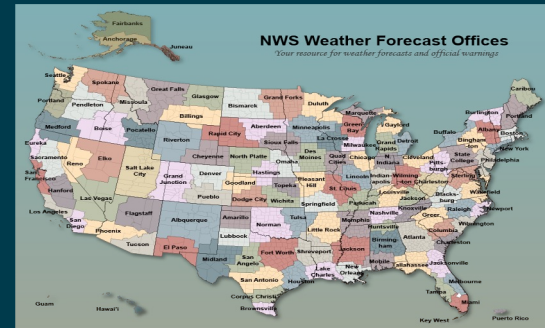 NWS Weather Forecast Offices
Your resource for weather forecasts and official warnings
Fairbanks
Anchorage
Juneau
Seattle
Spokane
Great Falls
Glasgow
Bismarck
Grand Forks
Duluth
Marquette
Caribou
Portland
Pendleton
Missoula
Billings
Aberdeen
Minneapolis
Green Bay
Gaylord
Burlington
Portland
Medford
Boise
Pocatello
Riverton
Rapid City
Sioux Falls
La Crosse
Milwaukee
Grand Rapids
Detroit
Buffalo
Binghamton
Albany
Boston
Eureka
Elko
Cheyenne
North Platte
Omaha
Des Moines
Quad Cities
Chicago
N. Indiana
Cleveland
Pittsburgh
State College
New York
Philadelphia
Sacramento
Reno
Salt Lake City
Grand Junction
Denver
Goodland
Hastings
Topeka
Pleasant Hill
Lincoln
Indianapolis
Wilmington
Charleston
Sterling
San Francisco
Hanford
Las Vegas
Pueblo
Dodge City
Wichita
Springfield
St. Louis
Paducah
Louisville
Jackson
Blacksburg
Wakefield
Los Angeles
San Diego
Flagstaff
Albuquerque
Amarillo
Norman
Tulsa
Little Rock
Memphis
Nashville
Knoxville
Greer
Raleigh
Newport
Wilmington
Phoenix
Tucson
El Paso
Lubbock
Midland
San Angelo
Fort Worth
Shreveport
Jackson
Huntsville
Birmingham
Atlanta
Columbia
Charleston
San Antonio
Houston
Lake Charles
New Orleans
Mobile
Tallahassee
Jacksonville
Melbourne
Corpus Christi
Brownsville
Tampa
Miami
Key West
Guam
Hawai'i
Puerto Rico